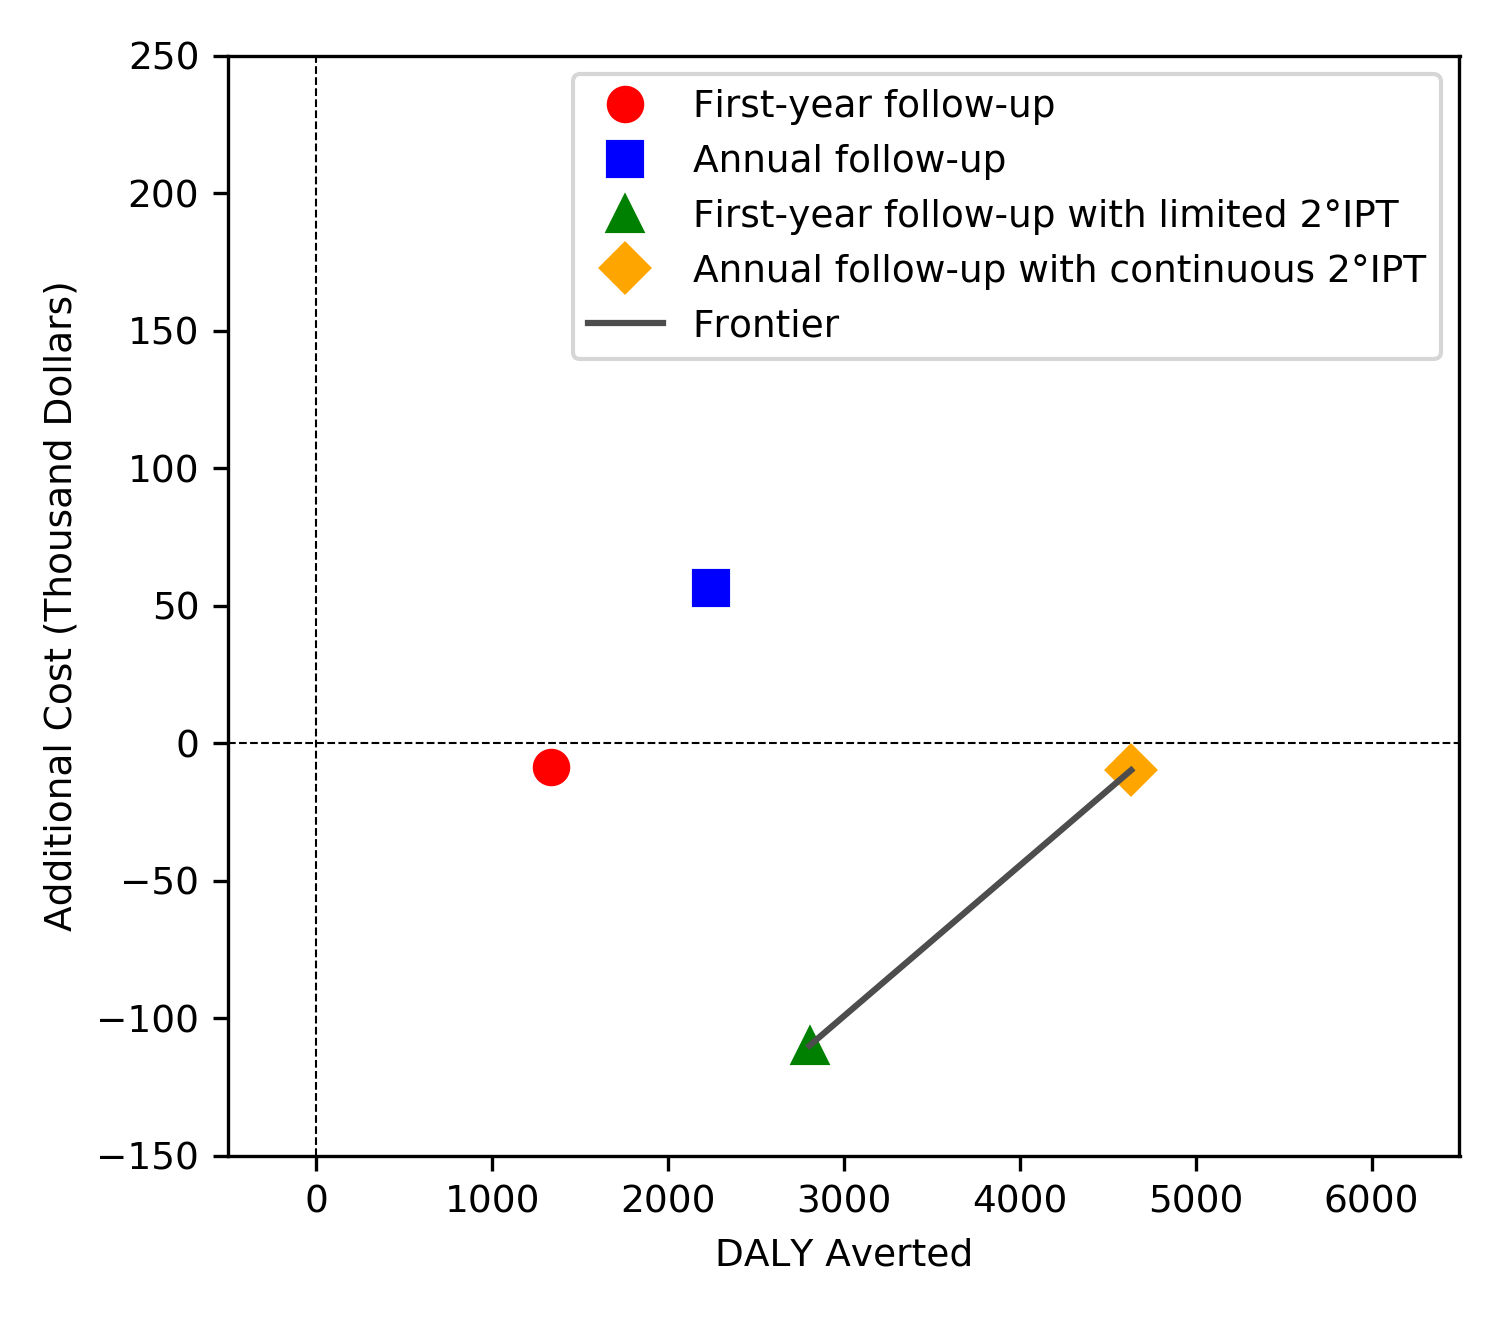 250
200
150
100
50
0
−50
−100
−150
Additional Cost (Thousand Dollars)
First-year follow-up
Annual follow-up
First-year follow-up with limited 2°IPT
Annual follow-up with continuous 2°IPT
Frontier
0 1000 2000 3000 4000 5000 6000
DALY Averted